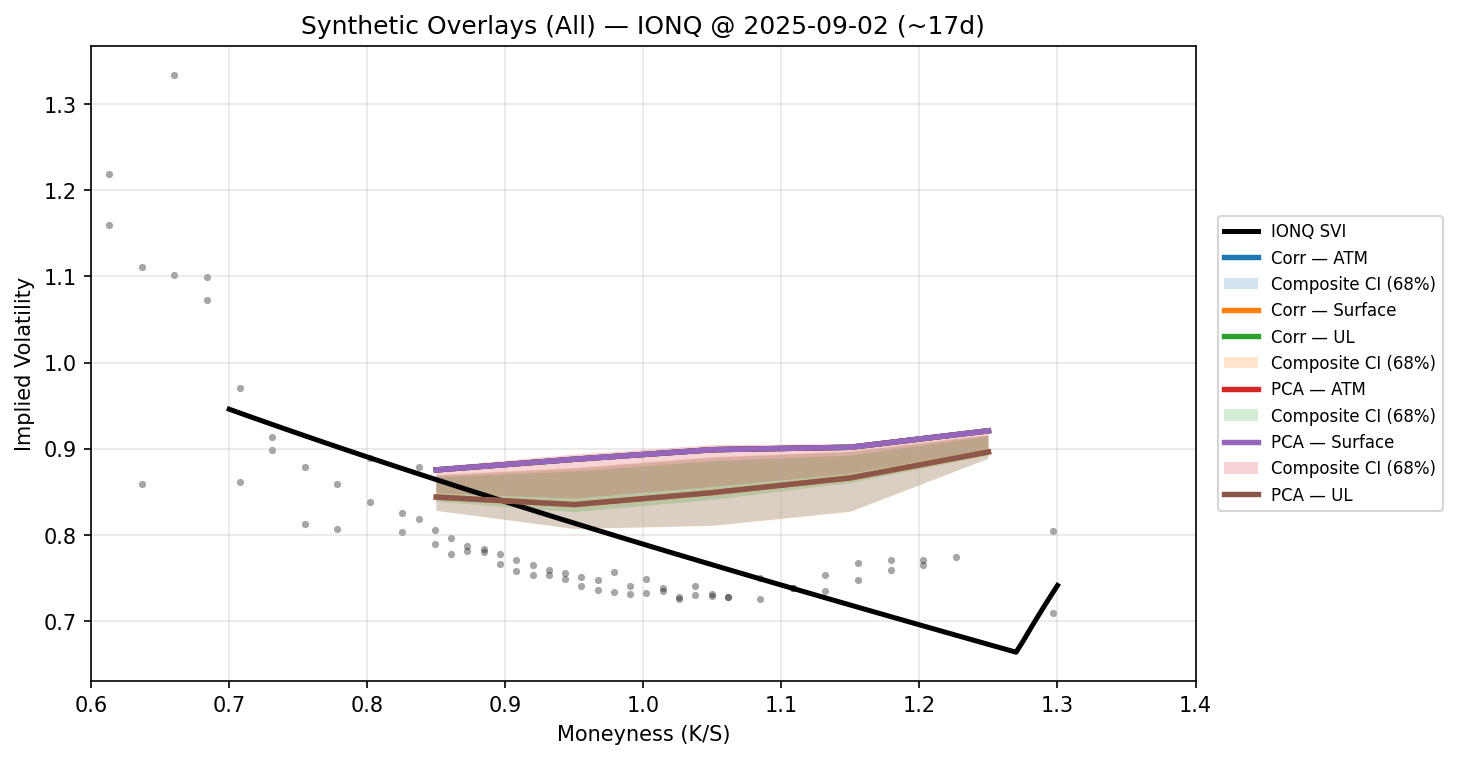 Synthetic Overlays (All) — IONQ @ 2025-09-02 (~17d)
Implied Volatility
1.3
1.2
1.1
1.0
0.9
0.8
0.7
0.6
0.7
0.8
0.9
1.0
1.1
1.2
1.3
1.4
Moneyness (K/S)
IONQ SVI
Corr — ATM
Composite CI (68%)
Corr — Surface
Corr — UL
Composite CI (68%)
PCA — ATM
Composite CI (68%)
PCA — Surface
Composite CI (68%)
PCA — UL